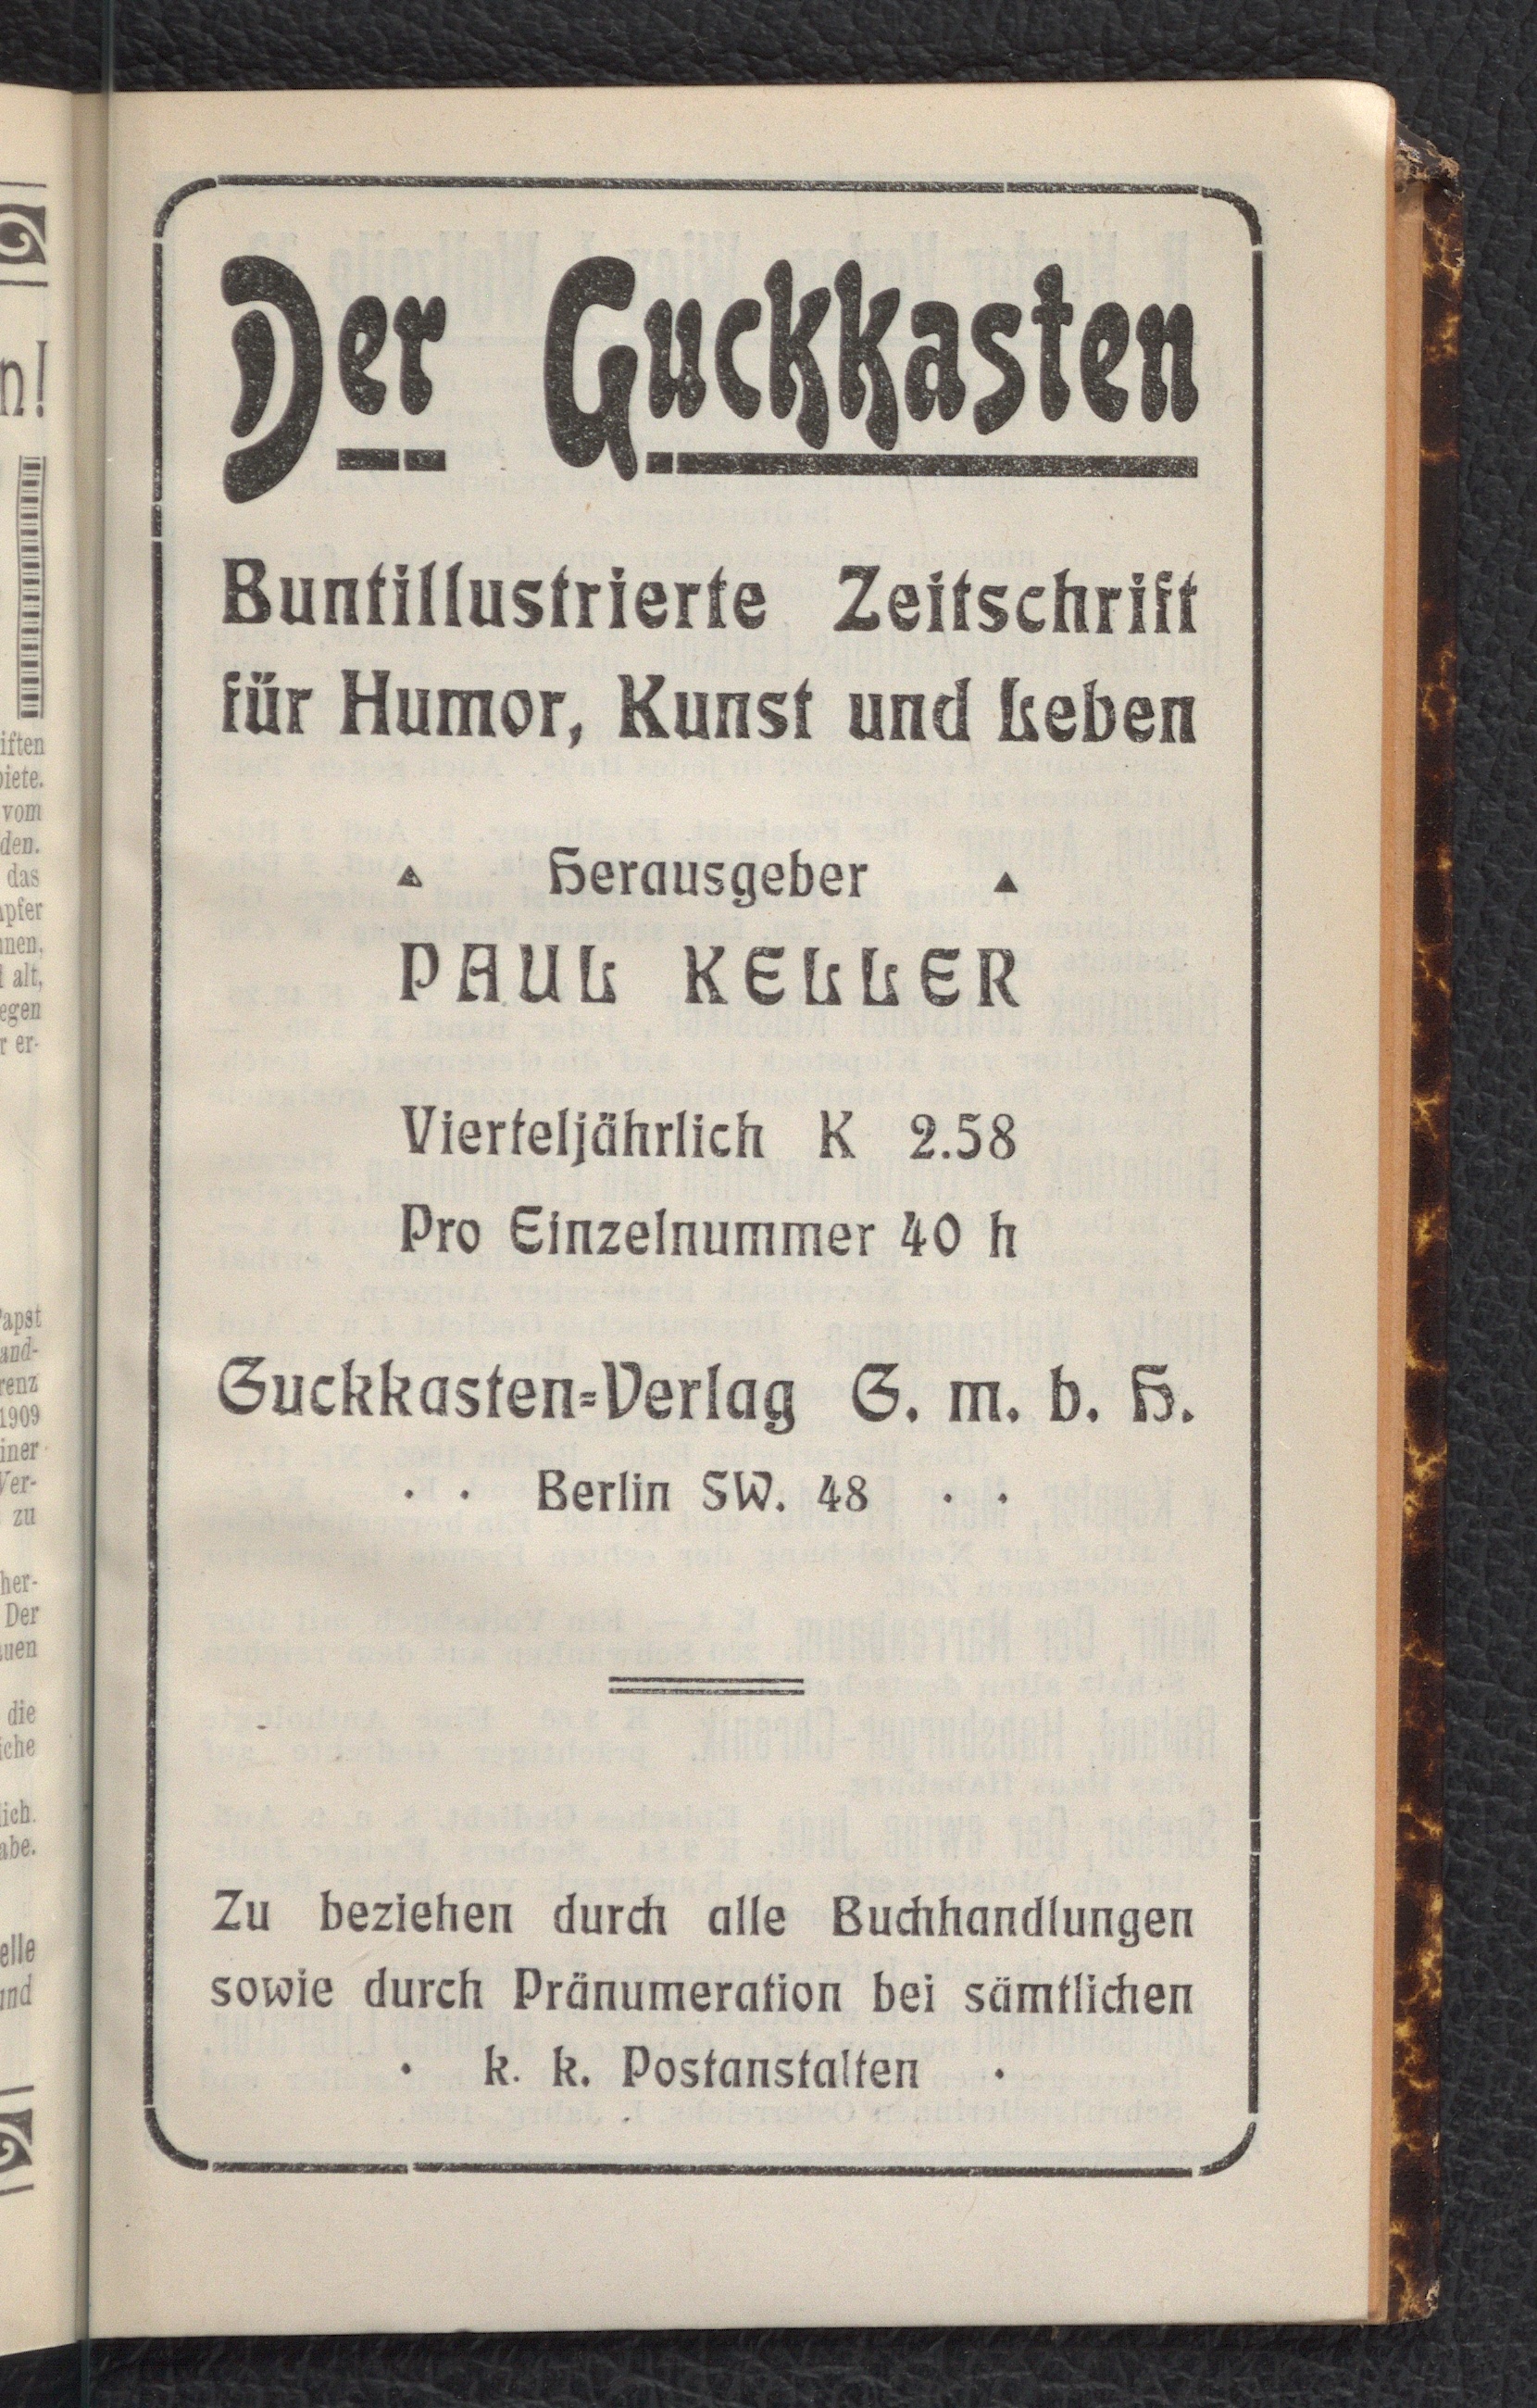 Der Guckkasten
Buntillustrierte Zeitschrift
für Humor, Kunst und Leben
Herausgeber
PAUL KELLER
Vierteljährlich K 2.58
Pro Einzelnummer 40 h
Guckkasten=Verlag G. m. b. H.
Berlin SW. 48
Zu beziehen durch alle Buchhandlungen
sowie durch Pränumeration bei sämtlichen
k. k. Postanstalten